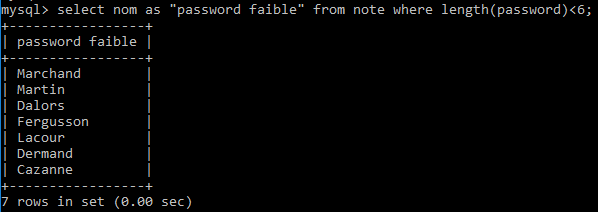 mysql> select nom as "password faible" from note where length(password)<6;
+-----------------+
| password faible |
+-----------------+
| Marchand        |
| Martin          |
| Dalors          |
| Fergusson       |
| Lacour          |
| Dermand         |
| Cazanne         |
+-----------------+
7 rows in set (0.00 sec)